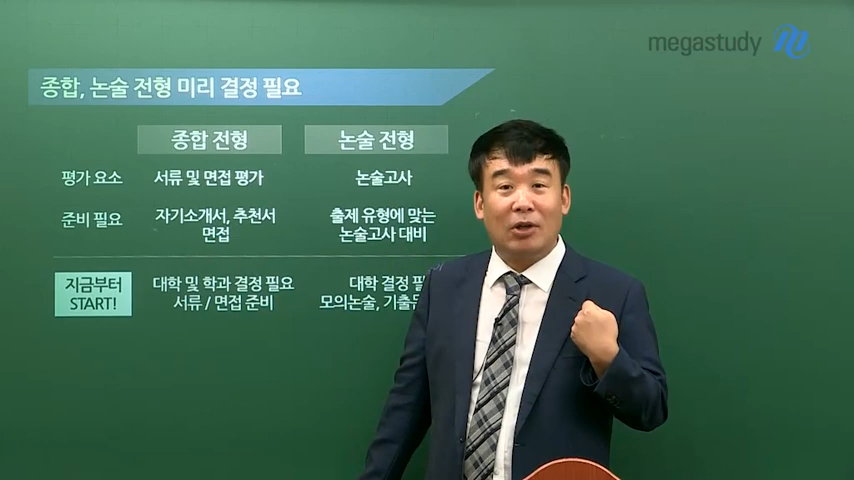 megastudy
종합, 논술 전형 미리 결정 필요
종합 전형
논술 전형
평가 요소
서류 및 면접 평가
논술고사
준비 필요
자기소개서, 추천서
면접
출제 유형에 맞는
논술고사 대비
지금부터
START!
대학 및 학과 결정 필요
서류 / 면접 준비
대학 결정
모의논술,